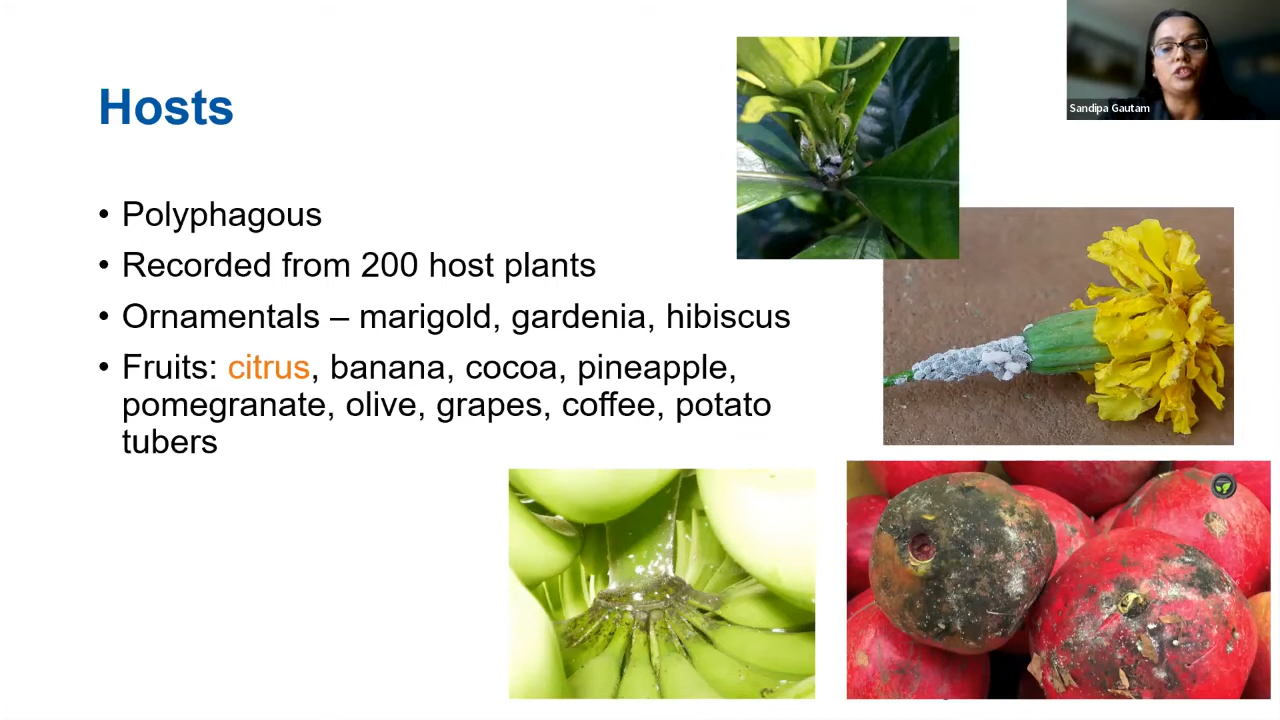 Hosts
• Polyphagous
• Recorded from 200 host plants
• Ornamentals – marigold, gardenia, hibiscus
• Fruits: citrus, banana, cocoa, pineapple,
pomegranate, olive, grapes, coffee, potato
tubers
Sandipa Gautam